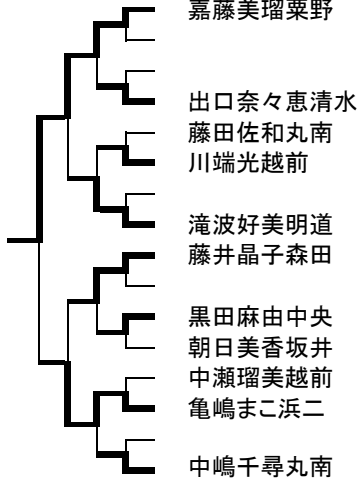 嘉藤美瑠粟野
出口奈々恵清水
藤田佐和丸南
川端光越前
滝波好美明道
藤井晶子森田
黒田麻由中央
朝日美香坂井
中瀬瑠美越前
亀嶋まこ浜二
中嶋千尋丸南